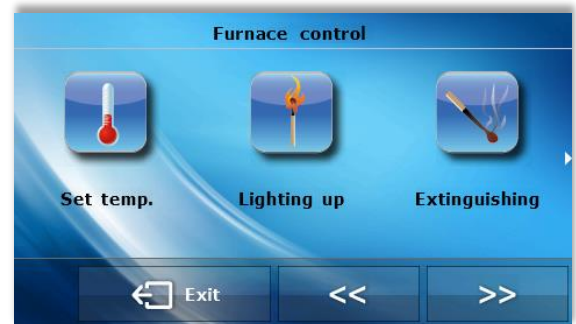 Furnace control
Set temp. Lighting up Extinguishing
Exit << >>